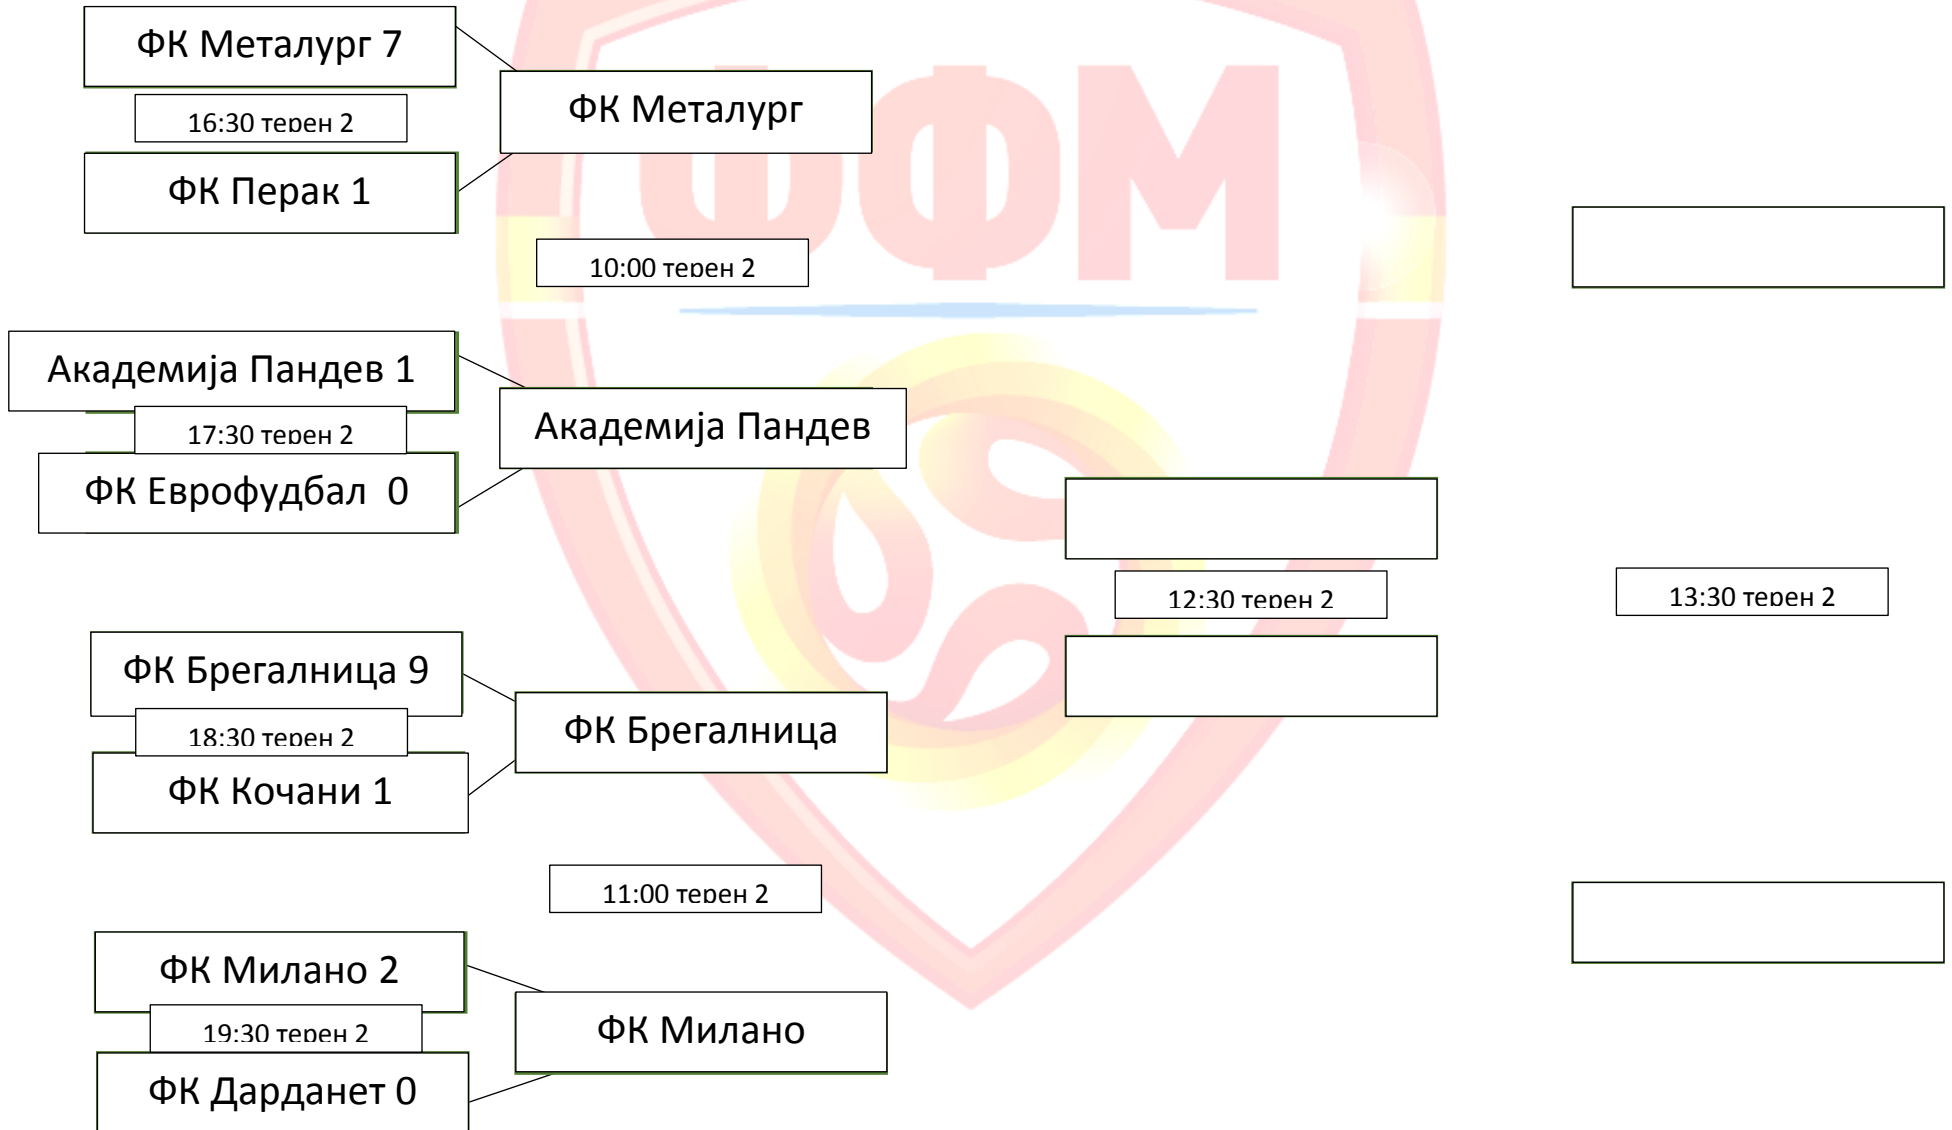 ФК Металург 7
16:30 терен 2
ФК Перак 1
ФК Металург
10:00 терен 2
Академија Пандев 1
17:30 терен 2
ФК Еврофудбал 0
Академија Пандев
ФК Брегалница 9
18:30 терен 2
ФК Кочани 1
ФК Брегалница
11:00 терен 2
ФК Милано 2
19:30 терен 2
ФК Дарданет 0
ФК Милано
12:30 терен 2
13:30 терен 2
ФФМ